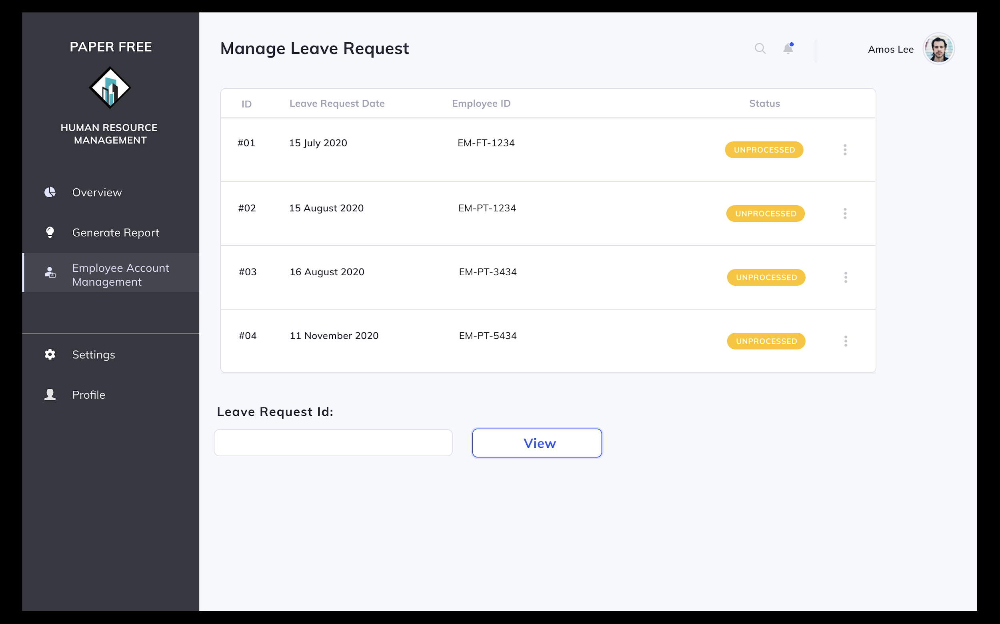 PAPER FREE
HUMAN RESOURCE
MANAGEMENT
Overview
Generate Report
Employee Account
Management
Settings
Profile
Manage Leave Request
Amos Lee
ID Leave Request Date Employee ID Status
#01 15 July 2020 EM-FT-1234 UNPROCESSED
#02 15 August 2020 EM-PT-1234 UNPROCESSED
#03 16 August 2020 EM-PT-3434 UNPROCESSED
#04 11 November 2020 EM-PT-5434 UNPROCESSED
Leave Request Id:
View